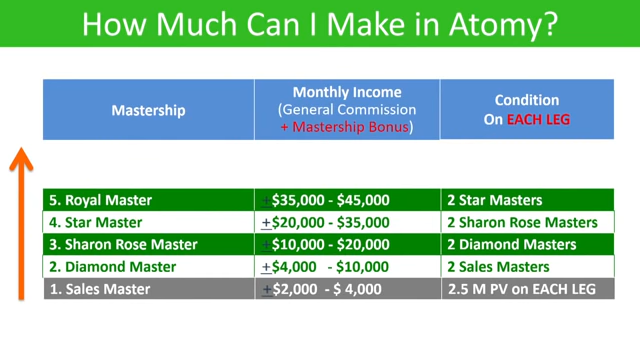 How Much Can I Make in Atomy?
Mastership
Monthly Income
(General Commission
+ Mastership Bonus)
Condition
On EACH LEG
5. Royal Master +$35,000 - $45,000 2 Star Masters
4. Star Master +$20,000 - $35,000 2 Sharon Rose Masters
3. Sharon Rose Master +$10,000 - $20,000 2 Diamond Masters
2. Diamond Master +$4,000 - $10,000 2 Sales Masters
1. Sales Master +$2,000 - $ 4,000 2.5 M PV on EACH LEG